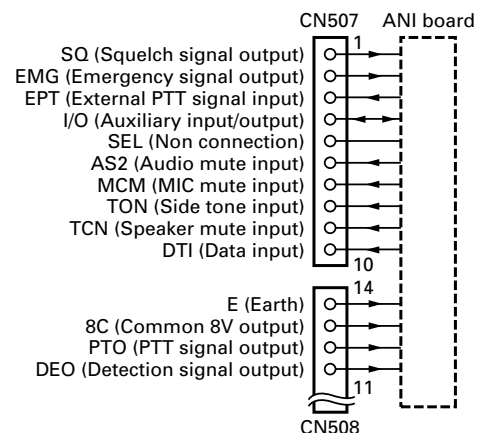 CN507 ANI board
1
SQ (Squelch signal output)
EMG (Emergency signal output)
EPT (External PTT signal input)
I/O (Auxiliary input/output)
SEL (Non connection)
AS2 (Audio mute input)
MCM (MIC mute input)
TON (Side tone input)
TCN (Speaker mute input)
DTI (Data input)
10
14
E (Earth)
8C (Common 8V output)
PTO (PTT signal output)
DEO (Detection signal output)
11
CN508